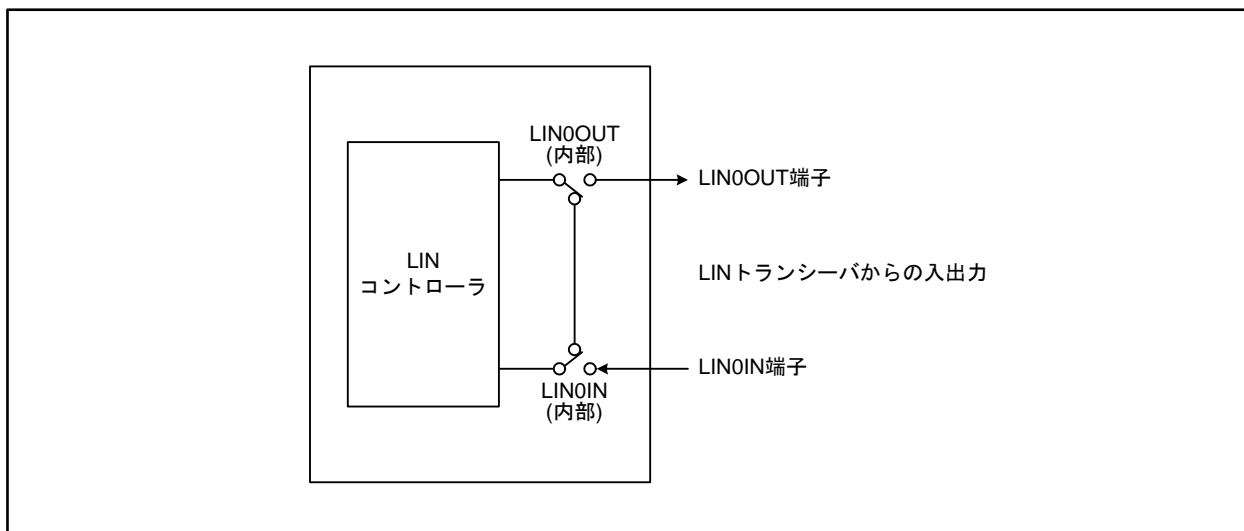 LIN0OUT
(内部)
LIN0OUT端子
LIN
コントローラ
LINトランシーバからの入出力
LIN0IN端子
LIN0IN
(内部)